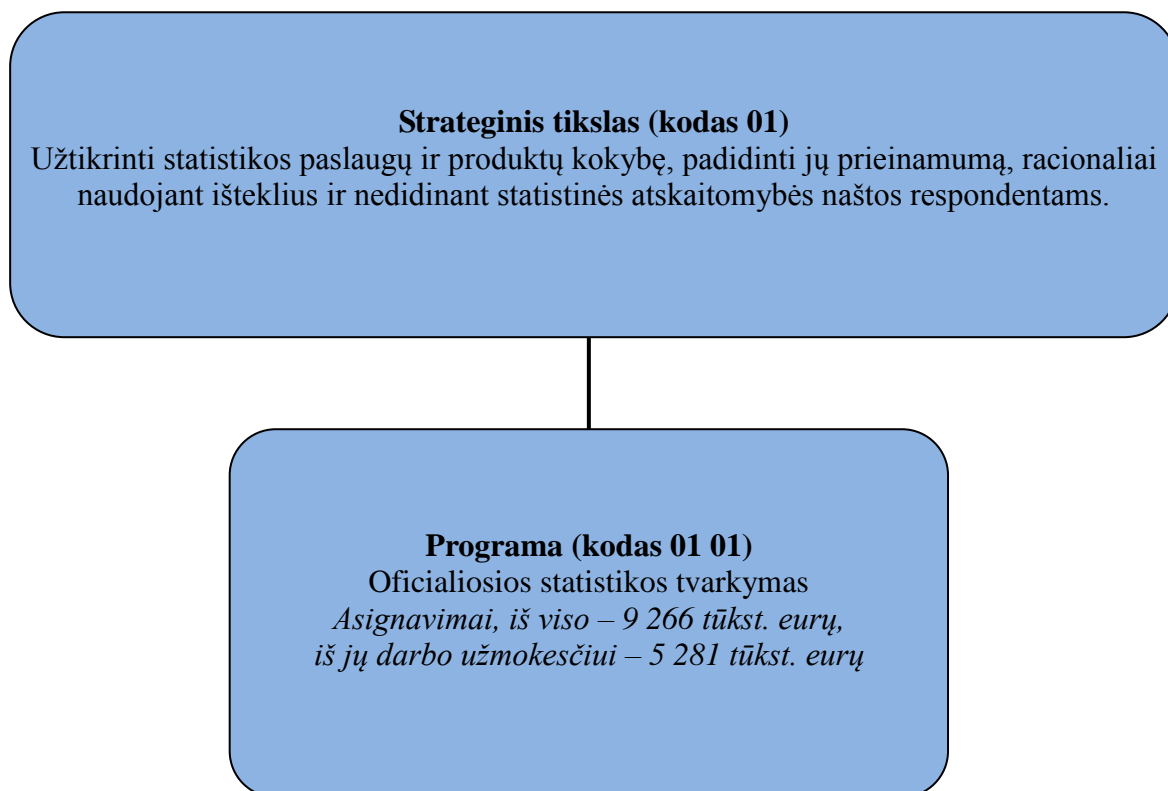 Strateginis tikslas (kodas 01)
Užtikrinti statistikos paslaugų ir produktų kokybę, padidinti jų prieinamumą, racionaliai
naudojant išteklius ir nedidinant statistinės atskaitomybės naštos respondentams.
Programa (kodas 01 01)
Oficialiosios statistikos tvarkymas
Asignavimai, iš viso – 9 266 tūkst. eurų,
iš jų darbo užmokesčiui – 5 281 tūkst. eurų